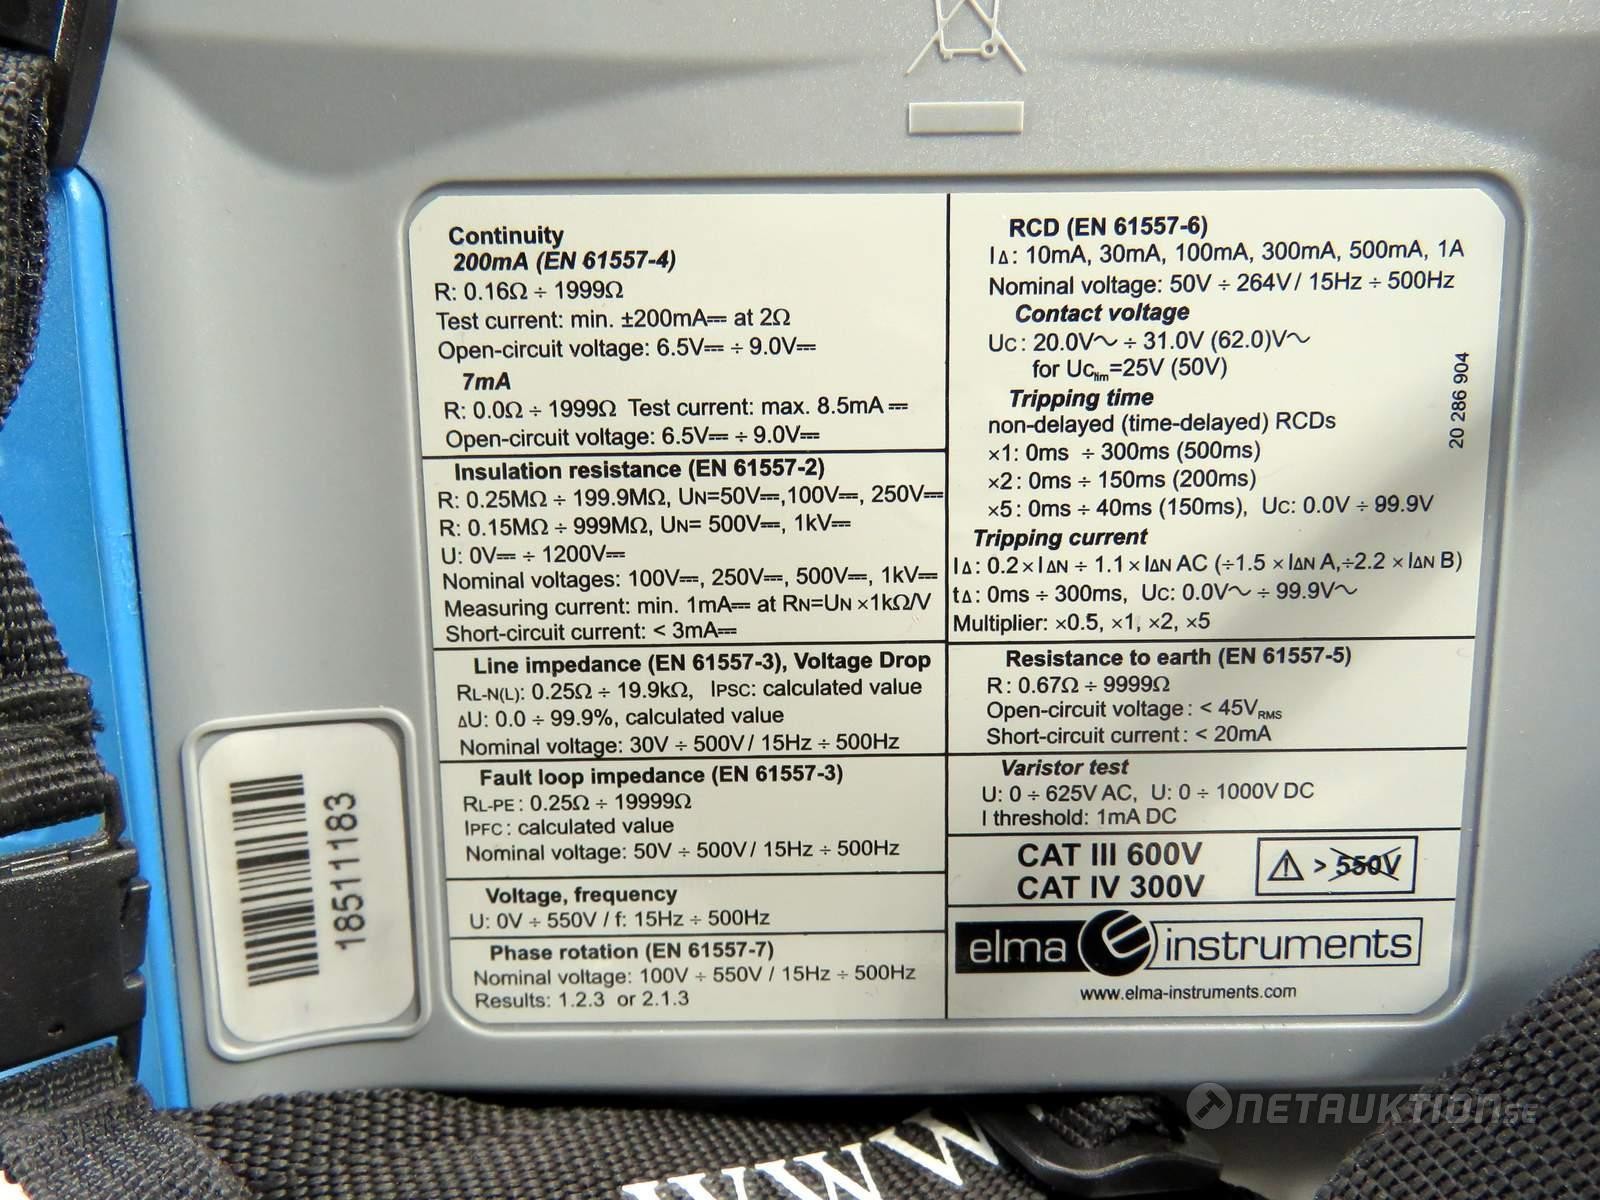 Continuity
200mA (EN 61557-4)
R: 0.16Ω ÷ 1999Ω
Test current: min. ±200mA⎓ at 2Ω
Open-circuit voltage: 6.5V⎓ ÷ 9.0V⎓
7mA
R: 0.0Ω ÷ 1999Ω Test current: max. 8.5mA⎓
Open-circuit voltage: 6.5V⎓ ÷ 9.0V⎓
Insulation resistance (EN 61557-2)
R: 0.25MΩ ÷ 199.9MΩ, UN=50V⎓,100V⎓, 250V⎓
R: 0.15MΩ ÷ 999MΩ, UN= 500V⎓, 1kV⎓
U: 0V⎓ ÷ 1200V⎓
Nominal voltages: 100V⎓, 250V⎓, 500V⎓, 1kV⎓
Measuring current: min. 1mA⎓ at RN=UN ×1kΩ/V
Short-circuit current: < 3mA⎓
Line impedance (EN 61557-3), Voltage Drop
RL-N(L): 0.25Ω ÷ 19.9kΩ, IPSC: calculated value
ΔU: 0.0 ÷ 99.9%, calculated value
Nominal voltage: 30V ÷ 500V / 15Hz ÷ 500Hz
Fault loop impedance (EN 61557-3)
RL-PE: 0.25Ω ÷ 19999Ω
IPFC: calculated value
Nominal voltage: 50V ÷ 500V / 15Hz ÷ 500Hz
Voltage, frequency
U: 0V ÷ 550V / f: 15Hz ÷ 500Hz
Phase rotation (EN 61557-7)
Nominal voltage: 100V ÷ 550V / 15Hz ÷ 500Hz
Results: 1.2.3 or 2.1.3
RCD (EN 61557-6)
IΔ: 10mA, 30mA, 100mA, 300mA, 500mA, 1A
Nominal voltage: 50V ÷ 264V / 15Hz ÷ 500Hz
Contact voltage
UC: 20.0V～ ÷ 31.0V (62.0)V～
for UClim=25V (50V)
Tripping time
non-delayed (time-delayed) RCDs
×1: 0ms ÷ 300ms (500ms)
×2: 0ms ÷ 150ms (200ms)
×5: 0ms ÷ 40ms (150ms), UC: 0.0V ÷ 99.9V
Tripping current
IΔ: 0.2×IΔN ÷ 1.1×IΔN AC (÷1.5 ×IΔN A,÷2.2 ×IΔN B)
tΔ: 0ms ÷ 300ms, UC: 0.0V～ ÷ 99.9V～
Multiplier: ×0.5, ×1, ×2, ×5
20 286 904
Resistance to earth (EN 61557-5)
R: 0.67Ω ÷ 9999Ω
Open-circuit voltage: < 45VRMS
Short-circuit current: < 20mA
Varistor test
U: 0 ÷ 625V AC, U: 0 ÷ 1000V DC
I threshold: 1mA DC
CAT III 600V
CAT IV 300V
⚠ > 550V
elma instruments
www.elma-instruments.com
18511183
NETAUKTION.SE
www